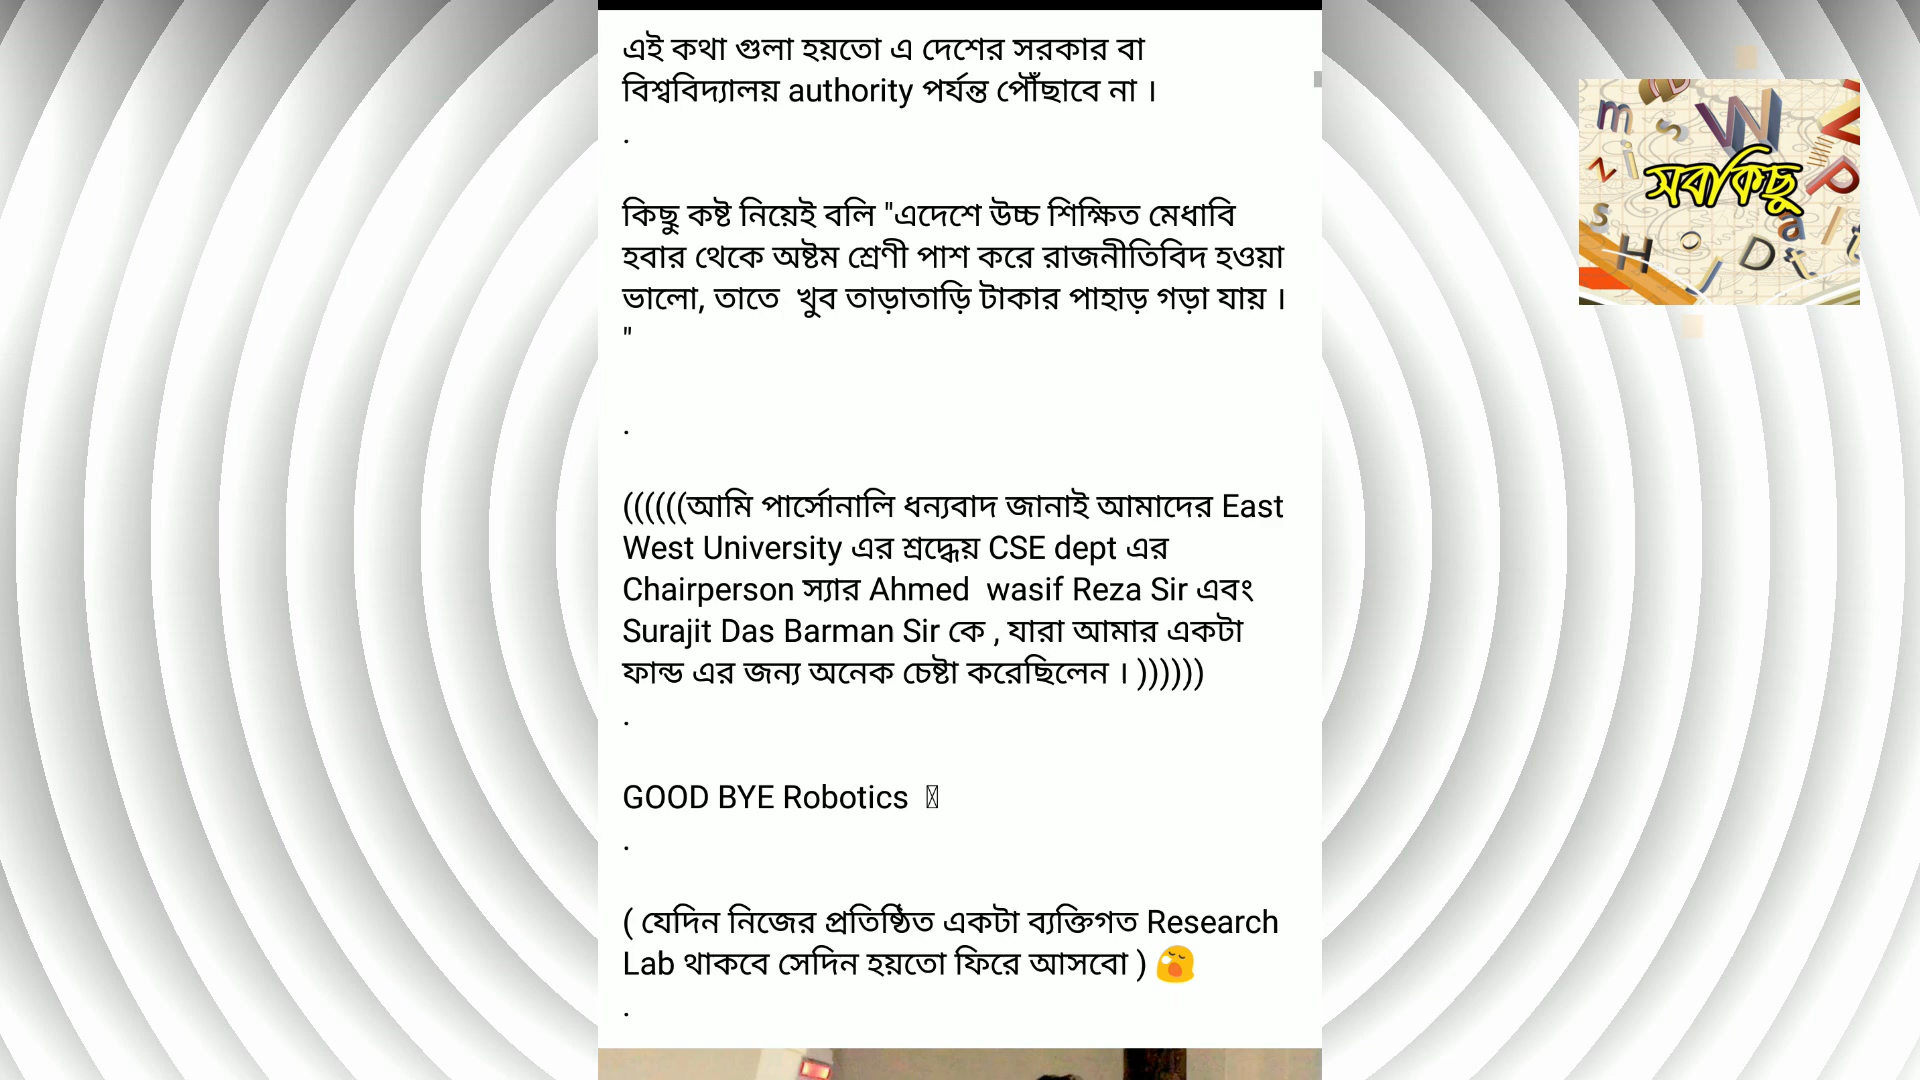 এই কথা গুলা হয়তো এ দেশের সরকার বা
বিশ্ববিদ্যালয় authority পর্যন্ত পৌঁছাবে না ।
.
কিছু কষ্ট নিয়েই বলি "এদেশে উচ্চ শিক্ষিত মেধাবি
হবার থেকে অষ্টম শ্রেণী পাশ করে রাজনীতিবিদ হওয়া
ভালো, তাতে  খুব তাড়াতাড়ি টাকার পাহাড় গড়া যায় ।
"
.
((((((আমি পার্সোনালি ধন্যবাদ জানাই আমাদের East
West University এর শ্রদ্ধেয় CSE dept এর
Chairperson স্যার Ahmed  wasif Reza Sir এবং
Surajit Das Barman Sir কে , যারা আমার একটা
ফান্ড এর জন্য অনেক চেষ্টা করেছিলেন । ))))))
.
GOOD BYE Robotics
.
( যেদিন নিজের প্রতিষ্ঠিত একটা ব্যক্তিগত Research
Lab থাকবে সেদিন হয়তো ফিরে আসবো ) 😪
.
সবকিছু